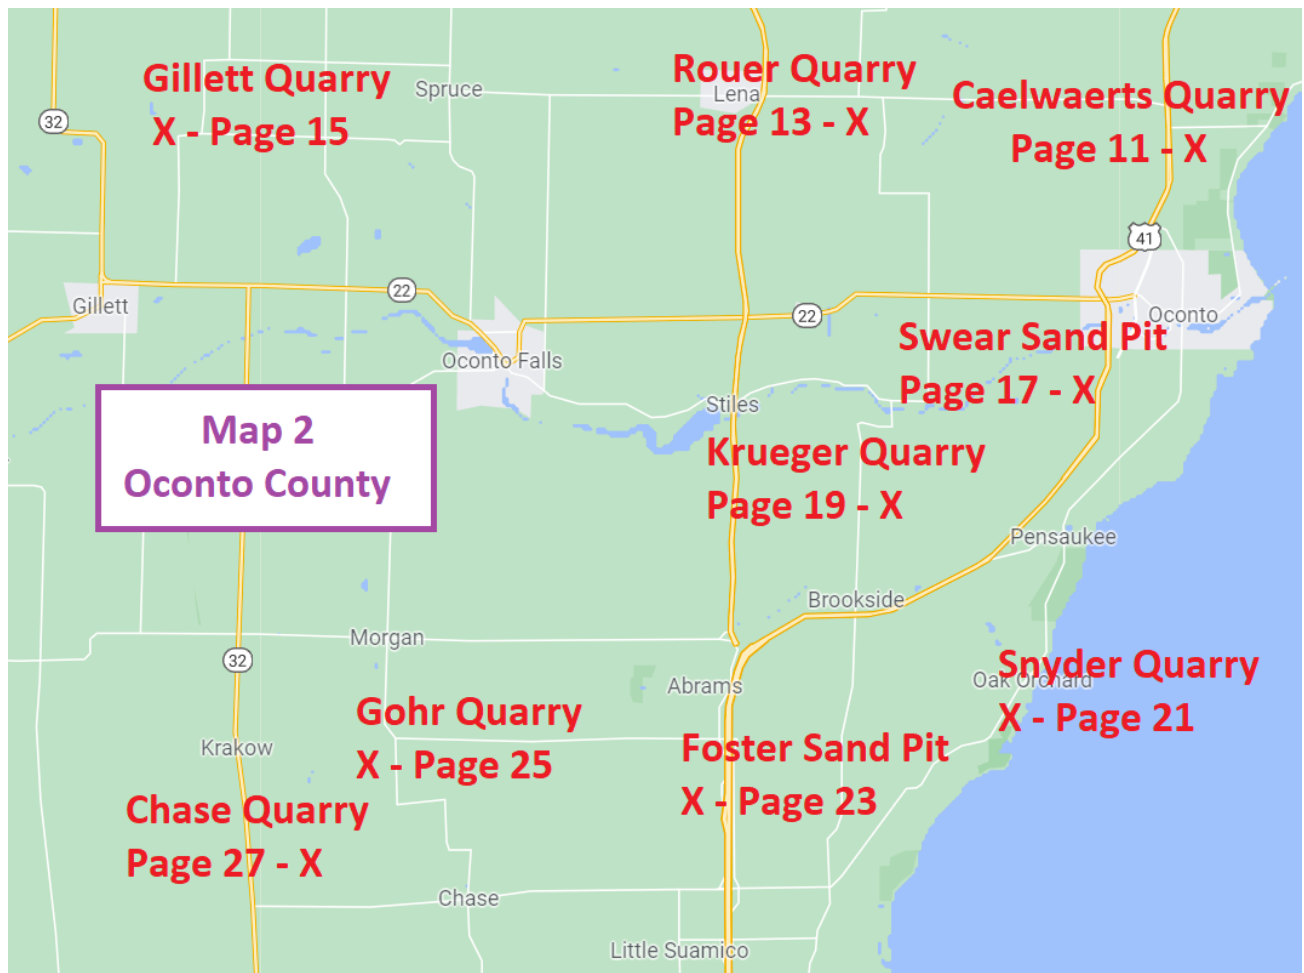 Gillett Quarry
X - Page 15
Spruce
Rouer Quarry
Lena
Page 13 - X
Caelwaerts Quarry
Page 11 - X
32
41
Gillett
22
22
Oconto
Oconto Falls
Swear Sand Pit
Page 17 - X
Stiles
Map 2
Oconto County
Krueger Quarry
Page 19 - X
Pensaukee
Brookside
Morgan
32
Abrams
Snyder Quarry
Oak Orchard
X - Page 21
Gohr Quarry
X - Page 25
Krakow
Foster Sand Pit
X - Page 23
Chase Quarry
Page 27 - X
Chase
Little Suamico